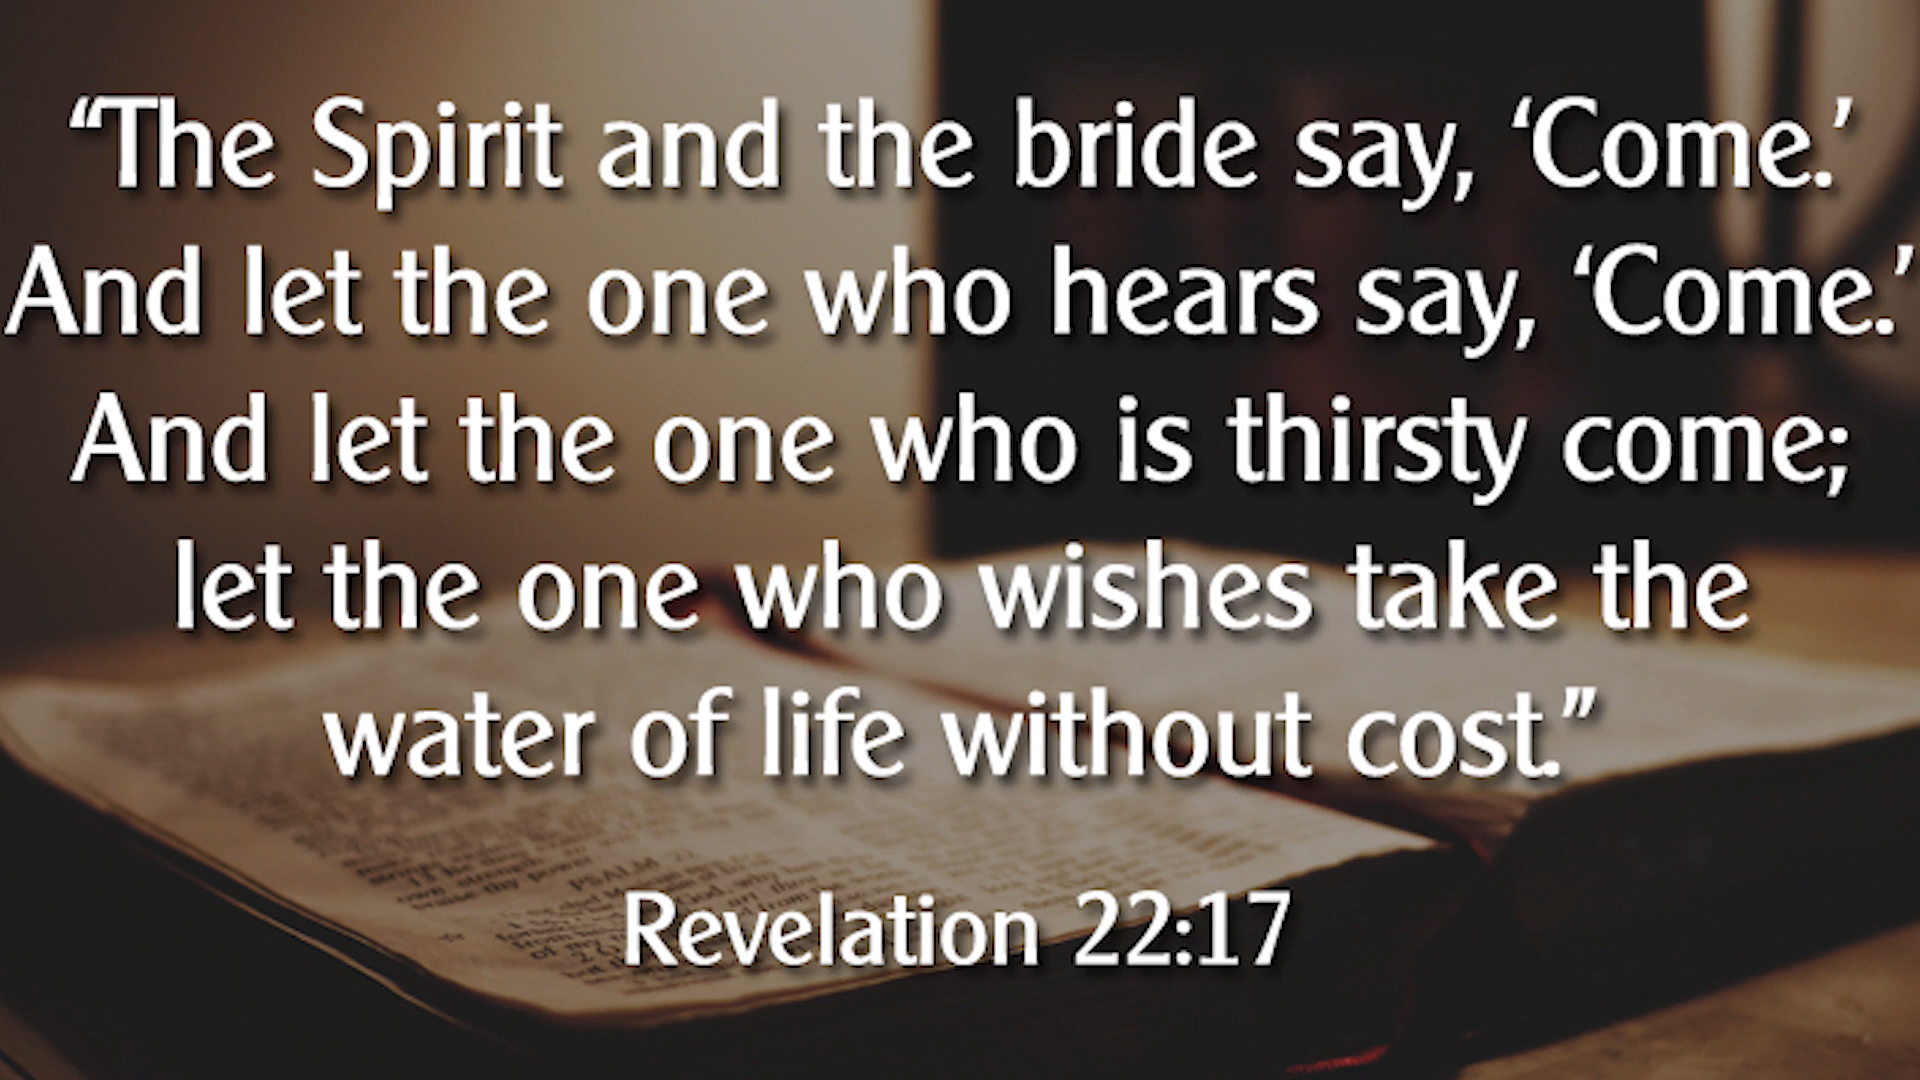 “The Spirit and the bride say, ‘Come.’
And let the one who hears say, ‘Come.’
And let the one who is thirsty come;
let the one who wishes take the
water of life without cost.”
Revelation 22:17
PSALM